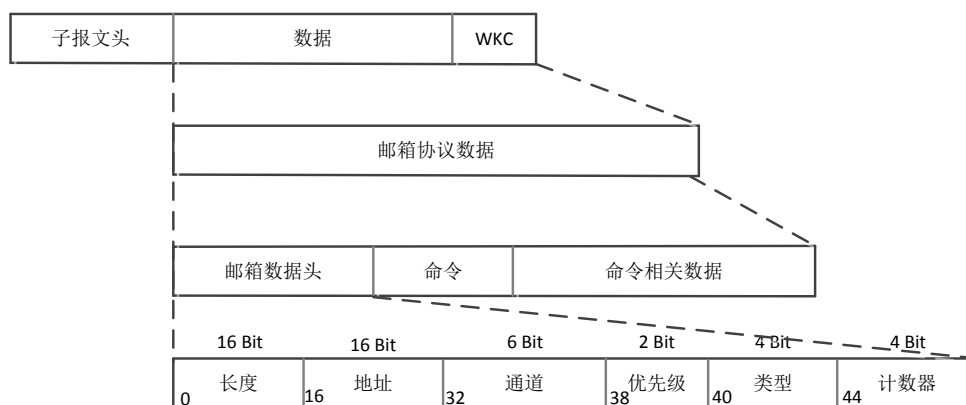 子报文头 数据 WKC
邮箱协议数据
邮箱数据头 命令 命令相关数据
16 Bit 16 Bit 6 Bit 2 Bit 4 Bit 4 Bit
长度 地址 通道 优先级 类型 计数器
0 16 32 38 40 44